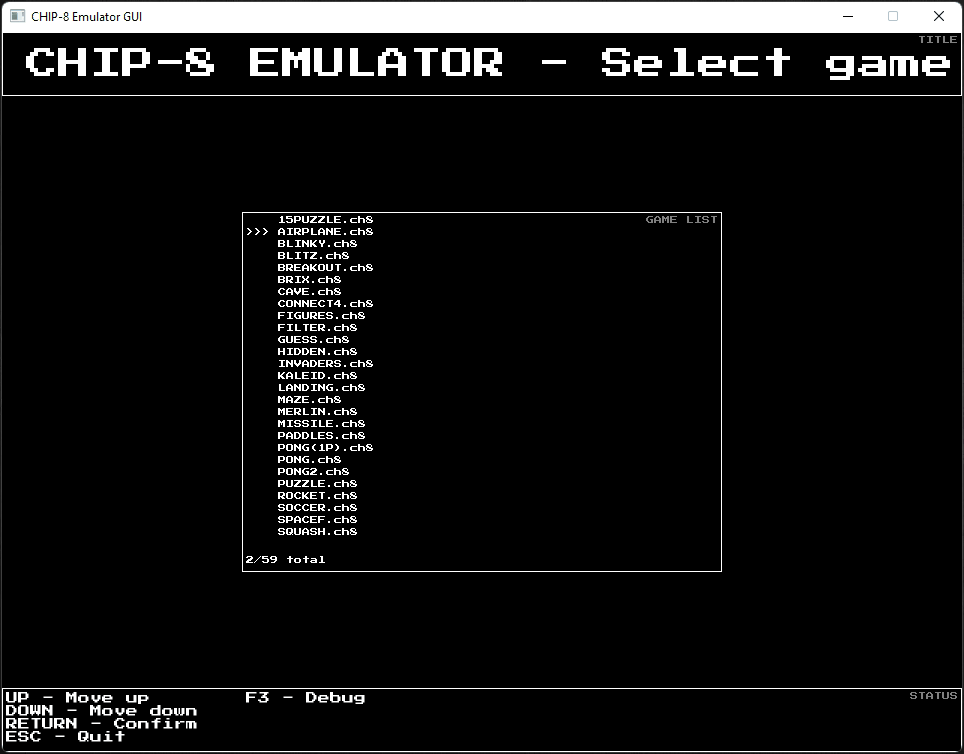 CHIP-8 Emulator GUI
TITLE
CHIP-8 EMULATOR - Select game
15PUZZLE.ch8
GAME LIST
>>> AIRPLANE.ch8
BLINKY.ch8
BLITZ.ch8
BREAKOUT.ch8
BRIX.ch8
CAVE.ch8
CONNECT4.ch8
FIGURES.ch8
FILTER.ch8
GUESS.ch8
HIDDEN.ch8
INVADERS.ch8
KALEID.ch8
LANDING.ch8
MAZE.ch8
MERLIN.ch8
MISSILE.ch8
PADDLES.ch8
PONG(1P).ch8
PONG.ch8
PONG2.ch8
PUZZLE.ch8
ROCKET.ch8
SOCCER.ch8
SPACEF.ch8
SQUASH.ch8
2/59 total
UP - Move up
DOWN - Move down
RETURN - Confirm
ESC - Quit
F3 - Debug
STATUS